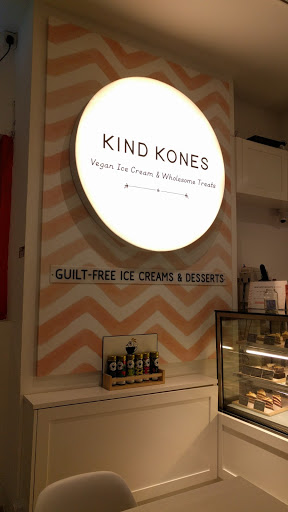 KIND KONES
Vegan Ice Cream & Wholesome Treats
GUILT-FREE ICE CREAMS & DESSERTS